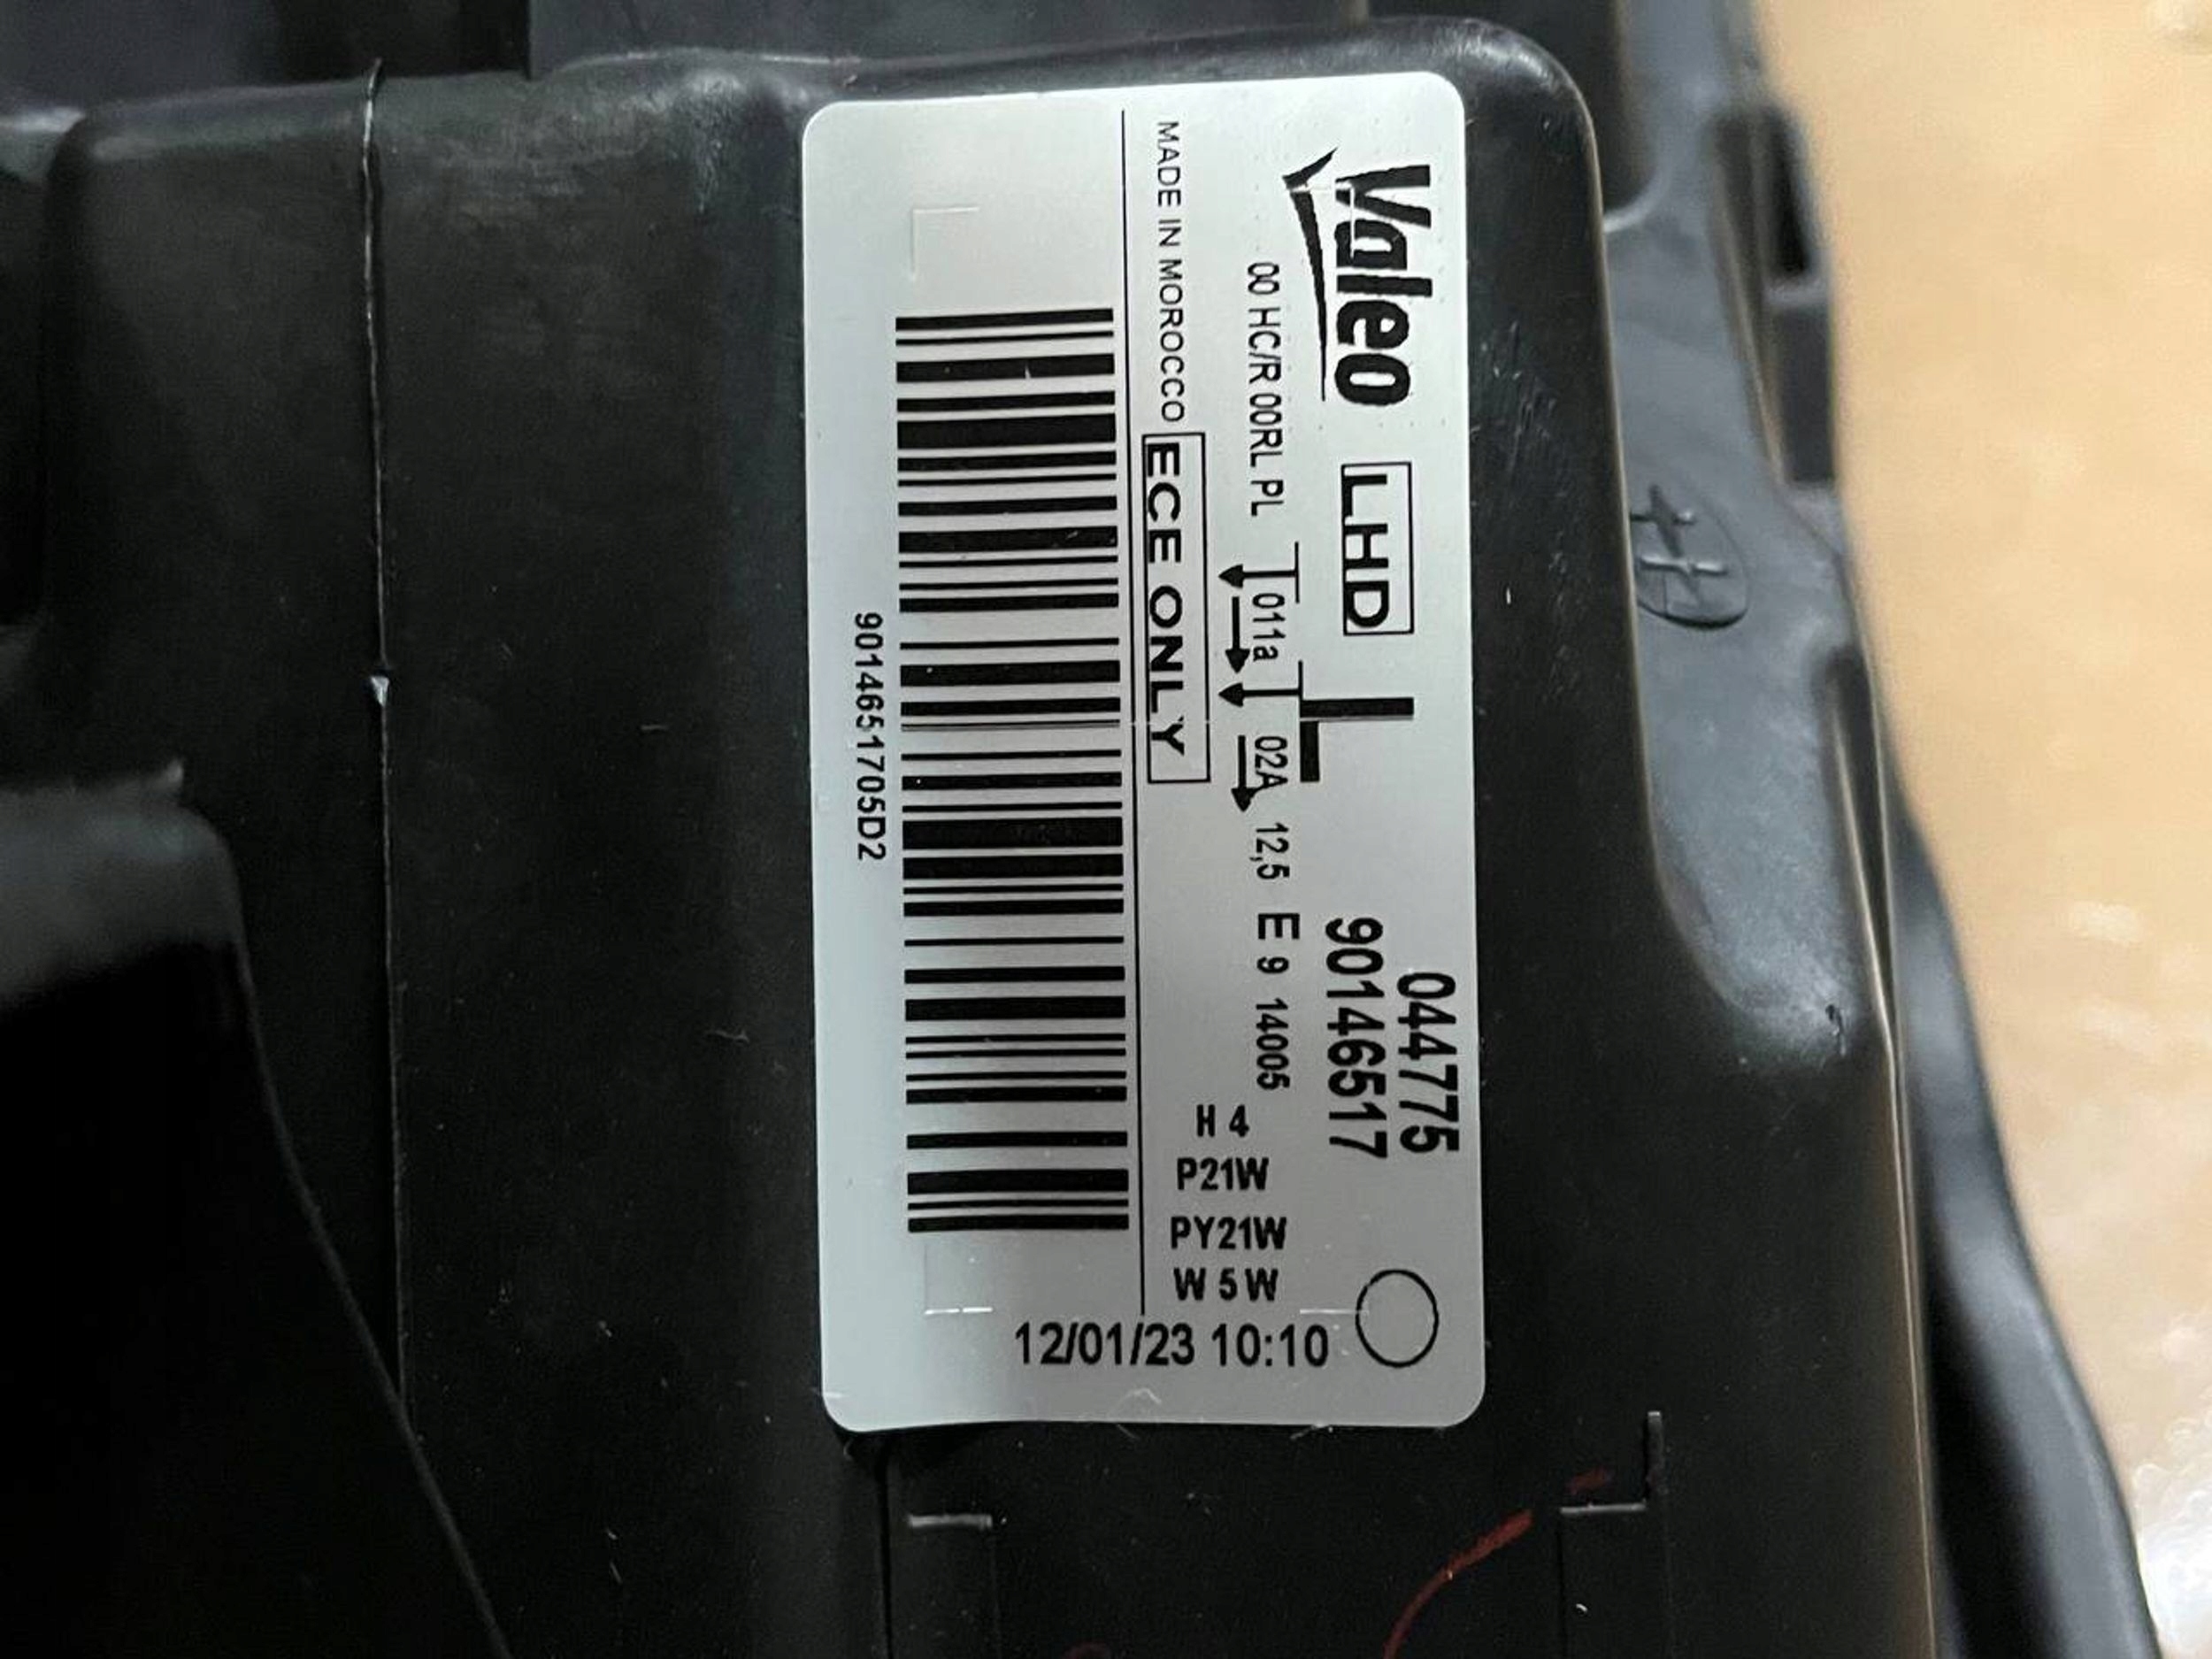 Valeo
LHD
L
044775
90146517
00 HC/R 00RL PL 011a 02A 12,5 E 9 14005
MADE IN MOROCCO
ECE ONLY
H 4
P21W
PY21W
W 5 W
12/01/23 10:10
9014651705D2